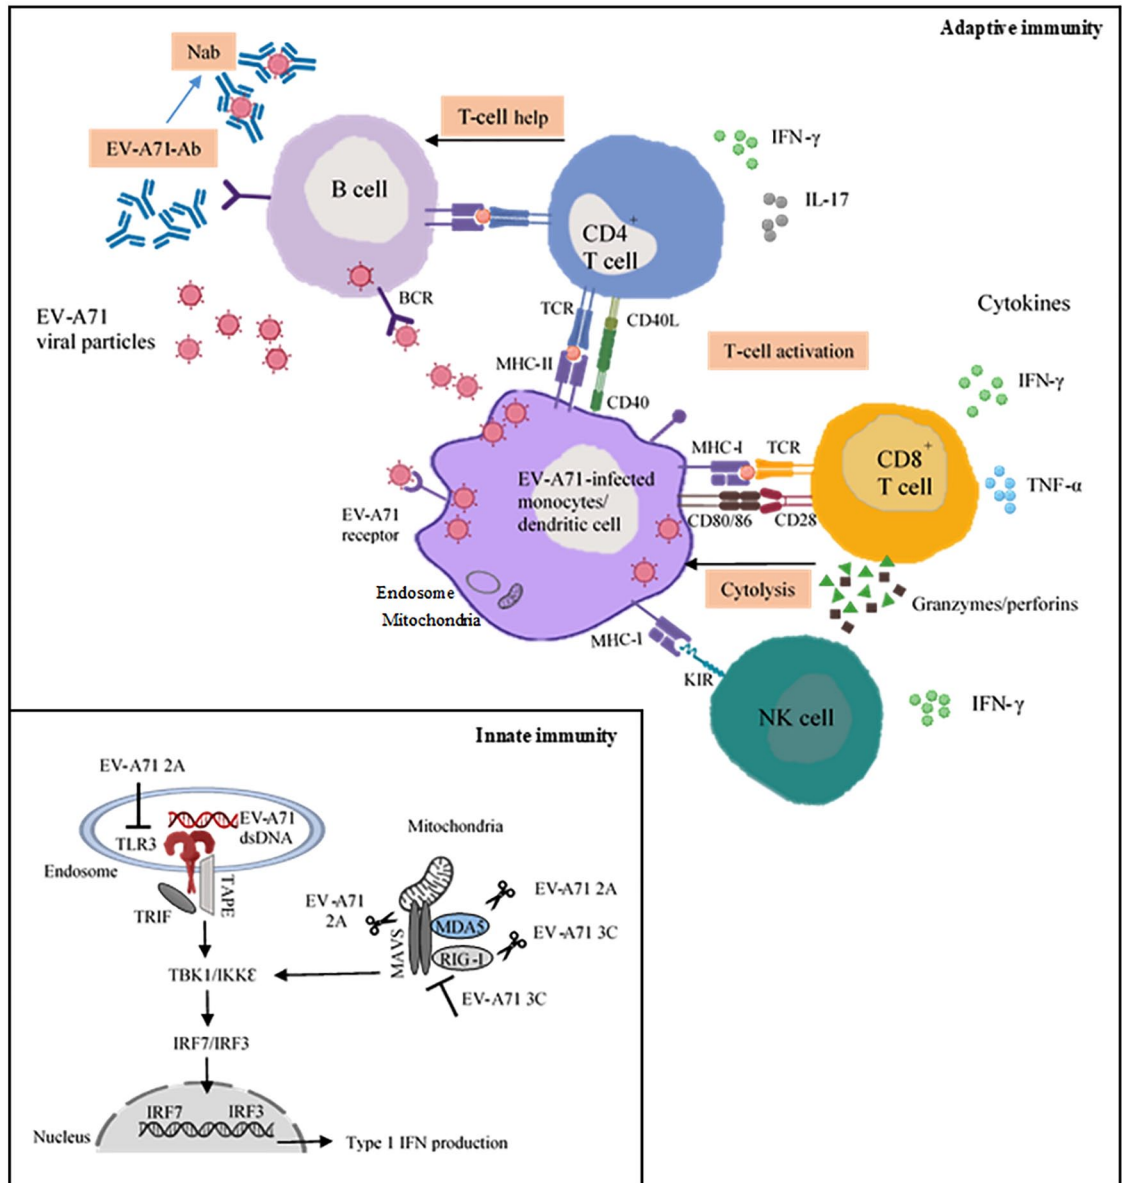 Adaptive immunity
Nab
EV-A71-Ab
T-cell help
B cell
CD4+
T cell
IFN-γ
IL-17
Cytokines
EV-A71
viral particles
BCR
TCR
CD40L
MHC-II
CD40
T-cell activation
IFN-γ
MHC-I
TCR
CD8+
T cell
TNF-α
EV-A71-infected
monocytes/
dendritic cell
CD80/86
CD28
EV-A71
receptor
Endosome
Mitochondria
Cytolysis
Granzymes/perforins
MHC-I
KIR
NK cell
IFN-γ
Innate immunity
EV-A71 2A
EV-A71
dsDNA
TLR3
Endosome
TRIF
TAPE
Mitochondria
EV-A71
2A
EV-A71 2A
MDA5
EV-A71 3C
RIG-I
MAVS
EV-A71 3C
TBK1/IKKε
IRF7/IRF3
IRF7
IRF3
Nucleus
Type 1 IFN production